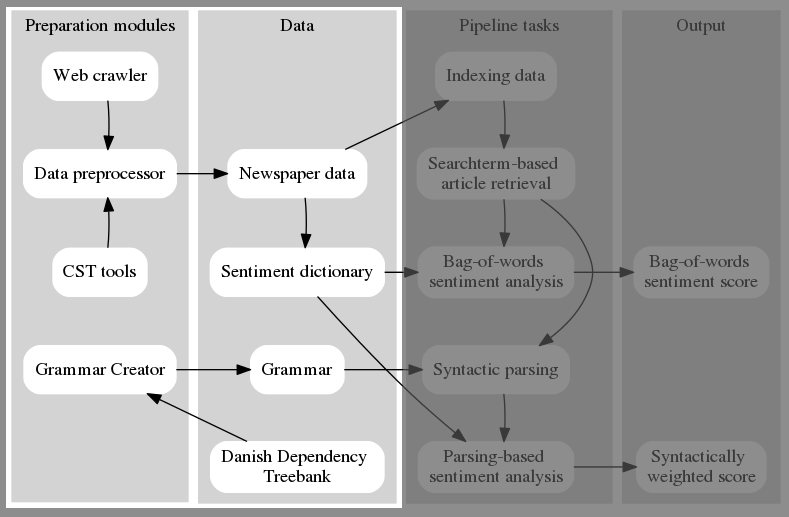 Preparation modules
Data
Pipeline tasks
Output
Web crawler
Indexing data
Data preprocessor
Newspaper data
Searchterm-based
article retrieval
CST tools
Sentiment dictionary
Bag-of-words
sentiment analysis
Bag-of-words
sentiment score
Grammar Creator
Grammar
Syntactic parsing
Danish Dependency
Treebank
Parsing-based
sentiment analysis
Syntactically
weighted score